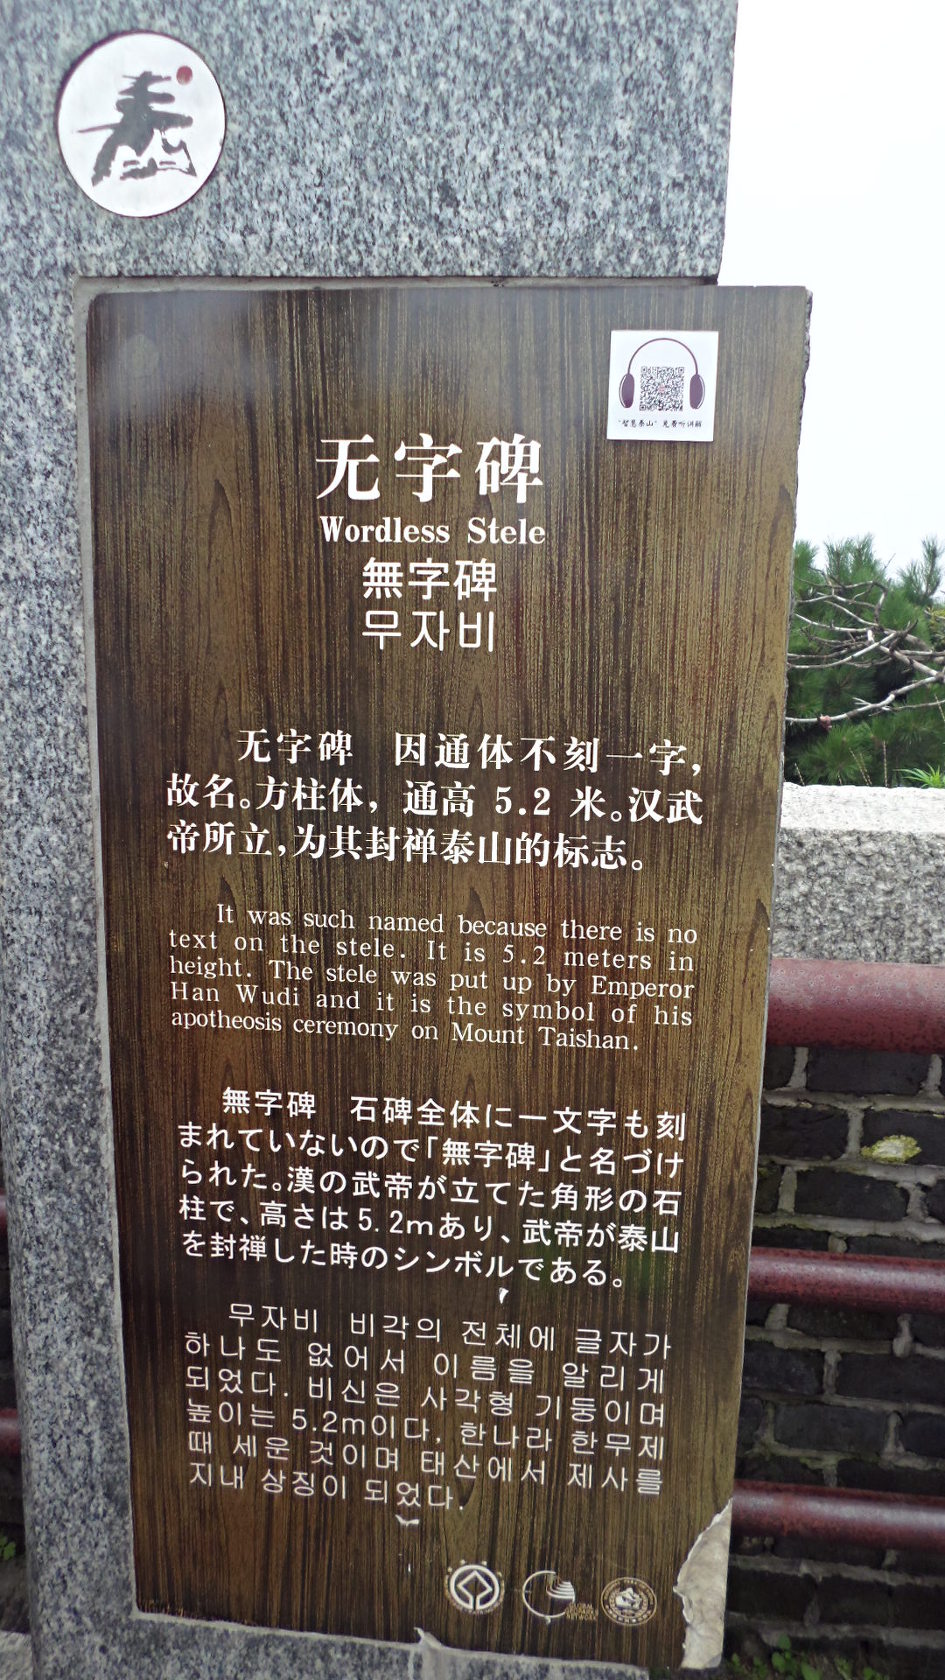 "智慧泰山"免费听讲解
无字碑
Wordless Stele
無字碑
무자비
无字碑　因通体不刻一字，
故名。方柱体，通高 5.2 米。汉武
帝所立，为其封禅泰山的标志。
It was such named because there is no
text on the stele. It is 5.2 meters in
height. The stele was put up by Emperor
Han Wudi and it is the symbol of his
apotheosis ceremony on Mount Taishan.
無字碑　石碑全体に一文字も刻
まれていないので「無字碑」と名づけ
られた。漢の武帝が立てた角形の石
柱で、高さは5.2mあり、武帝が泰山
を封禅した時のシンボルである。
무자비　비각의 전체에 글자가
하나도 없어서 이름을 알리게
되었다. 비신은 사각형 기둥이며
높이는 5.2m이다, 한나라 한무제
때 세운 것이며 태산에서 제사를
지내 상징이 되었다.